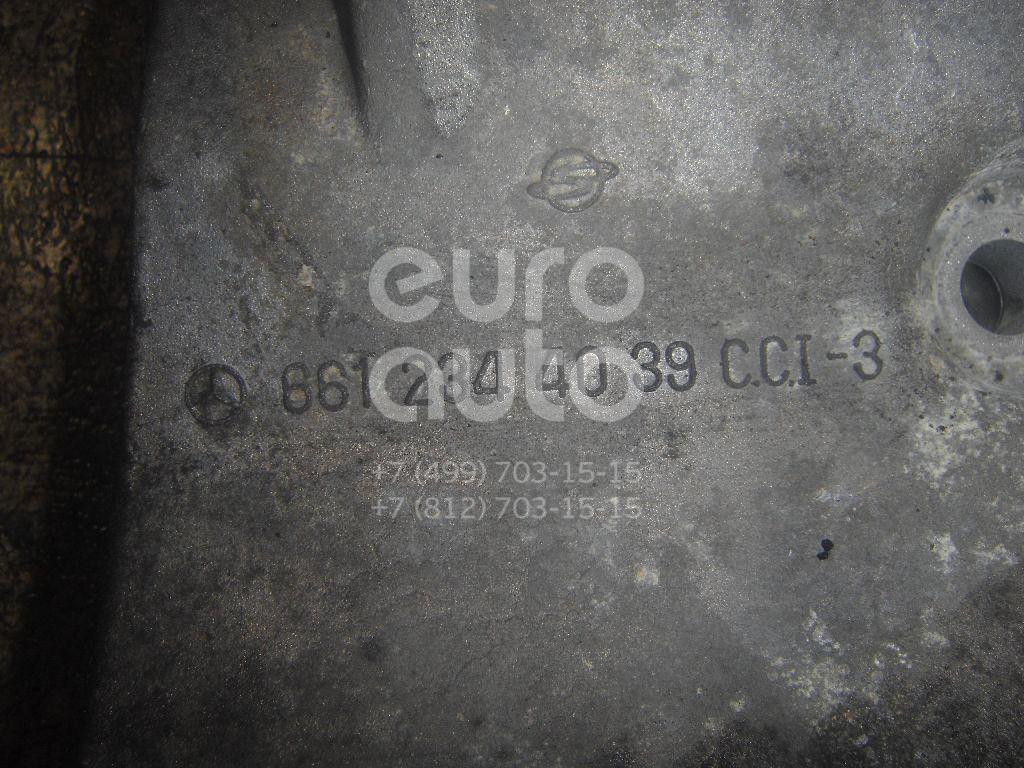 euro
auto
661 234 40 39 C.C.I-3
+7 (499) 703-15-15
+7 (812) 703-15-15